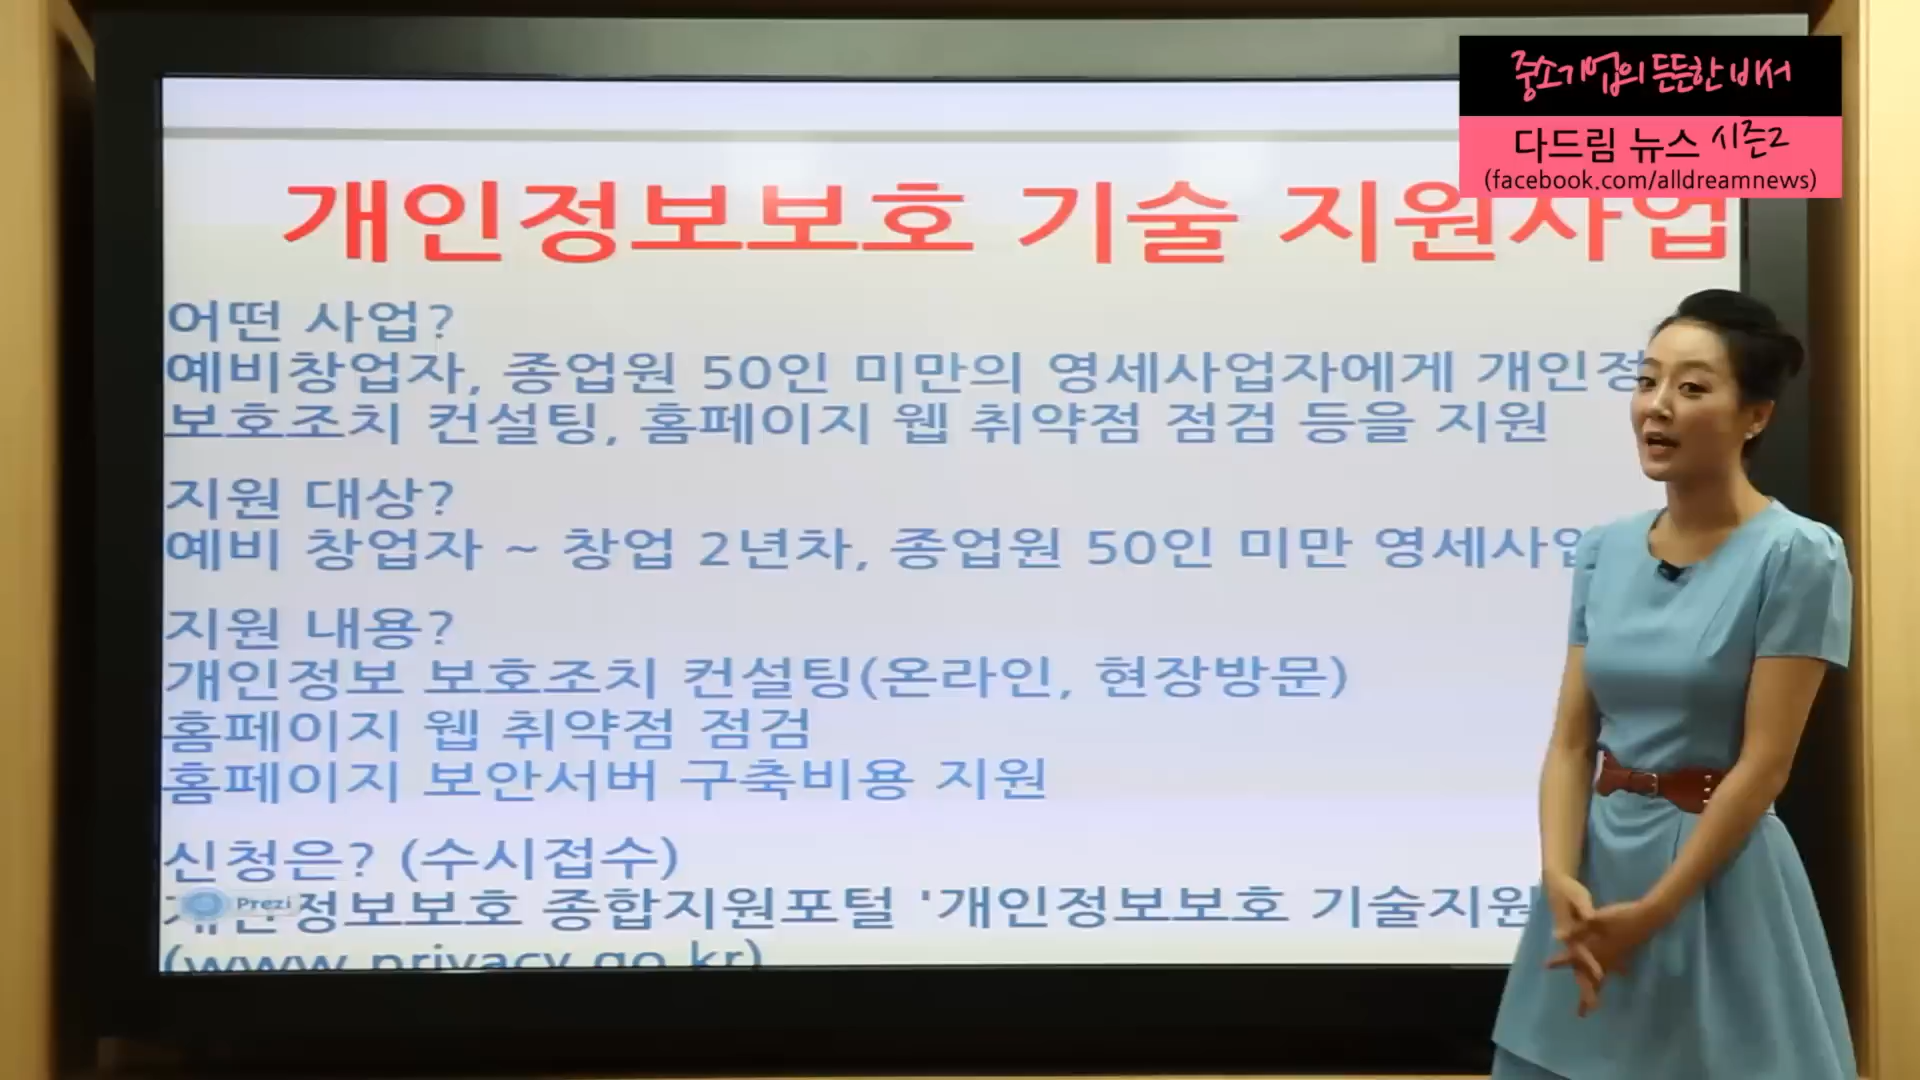 중소기업의 든든한 비서
다드림 뉴스 시즌2
(facebook.com/alldreamnews)
개인정보보호 기술 지원사업
어떤 사업?
예비창업자, 종업원 50인 미만의 영세사업자에게 개인정
보호조치 컨설팅, 홈페이지 웹 취약점 점검 등을 지원
지원 대상?
예비 창업자 ~ 창업 2년차, 종업원 50인 미만 영세사업
지원 내용?
개인정보 보호조치 컨설팅(온라인, 현장방문)
홈페이지 웹 취약점 점검
홈페이지 보안서버 구축비용 지원
신청은? (수시접수)
개인정보보호 종합지원포털 '개인정보보호 기술지원
(www.privacy.go.kr)
Prezi